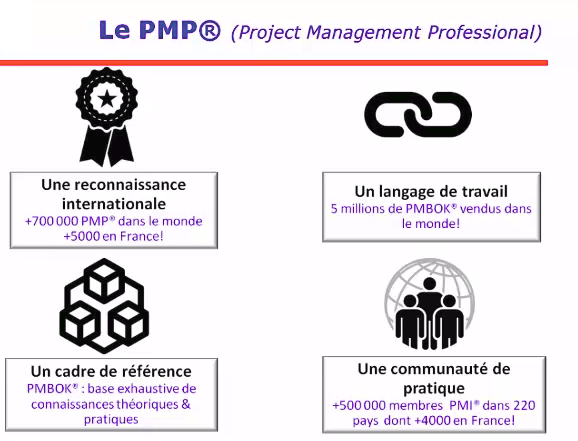 Le PMP® (Project Management Professional)
Une reconnaissance
internationale
+700 000 PMP® dans le monde
+5000 en France!
Un langage de travail
5 millions de PMBOK® vendus dans
le monde!
Un cadre de référence
PMBOK® : base exhaustive de
connaissances théoriques &
pratiques
Une communauté de
pratique
+500 000 membres PMI® dans 220
pays dont +4000 en France!